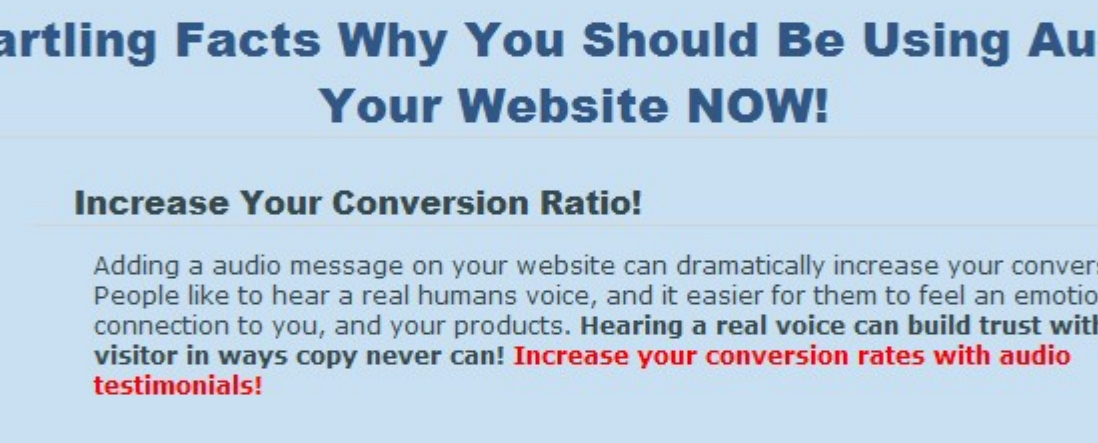 Facts Why You Should Be Using
Your Website NOW!
Increase Your Conversion Ratio!
Adding a audio message on your website can dramatically increase your
People like to hear a real humans voice, and it easier for them to feel an
connection to you, and your products. Hearing a real voice can build trust with
visitor in ways copy never can! Increase your conversion rates with audio
testimonials!